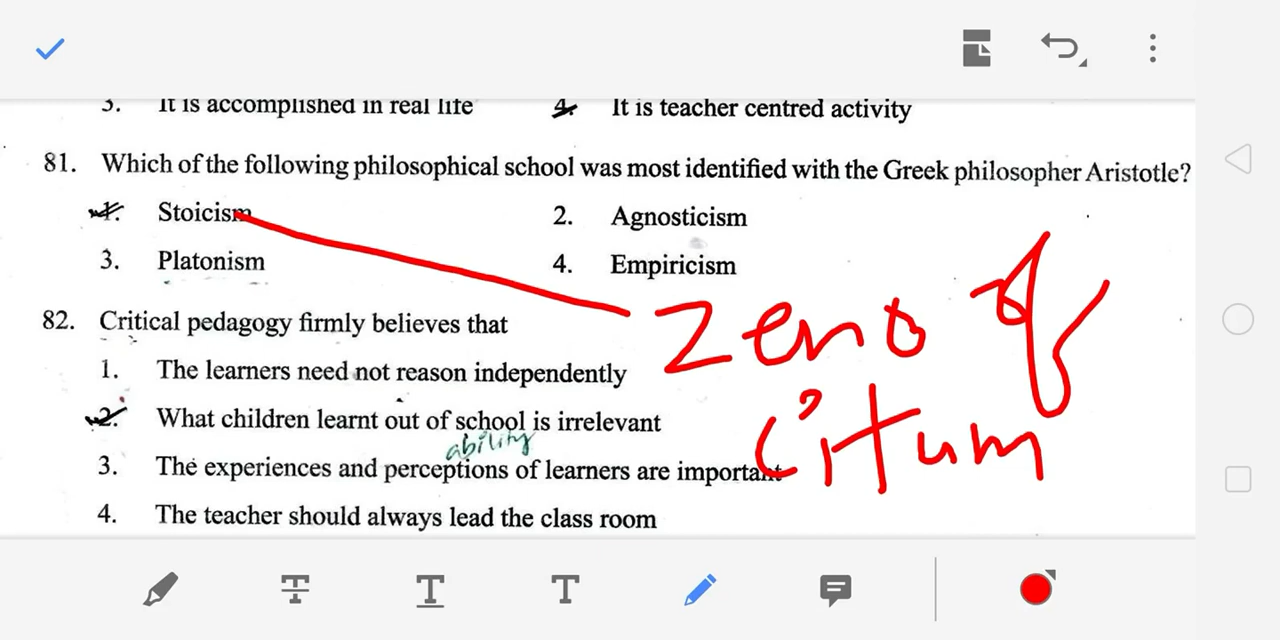 3. It is accomplished in real life 4. It is teacher centred activity
81. Which of the following philosophical school was most identified with the Greek philosopher Aristotle?
1. Stoicism 2. Agnosticism
3. Platonism 4. Empiricism
82. Critical pedagogy firmly believes that
1. The learners need not reason independently
2. What children learnt out of school is irrelevant
ability
3. The experiences and perceptions of learners are important
4. The teacher should always lead the class room
Zeno of
Citum
T T T